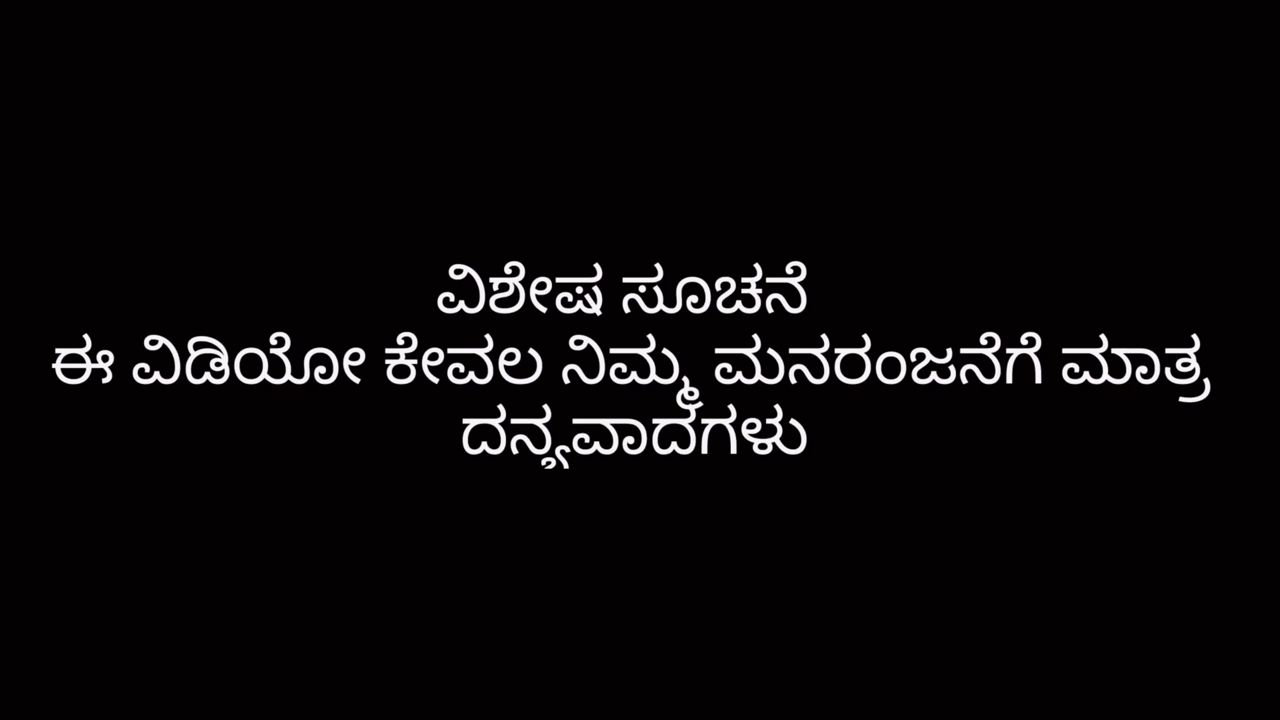 ವಿಶೇಷ ಸೂಚನೆ
ಈ ವಿಡಿಯೋ ಕೇವಲ ನಿಮ್ಮ ಮನರಂಜನೆಗೆ ಮಾತ್ರ
ದನ್ಯವಾದಗಳು